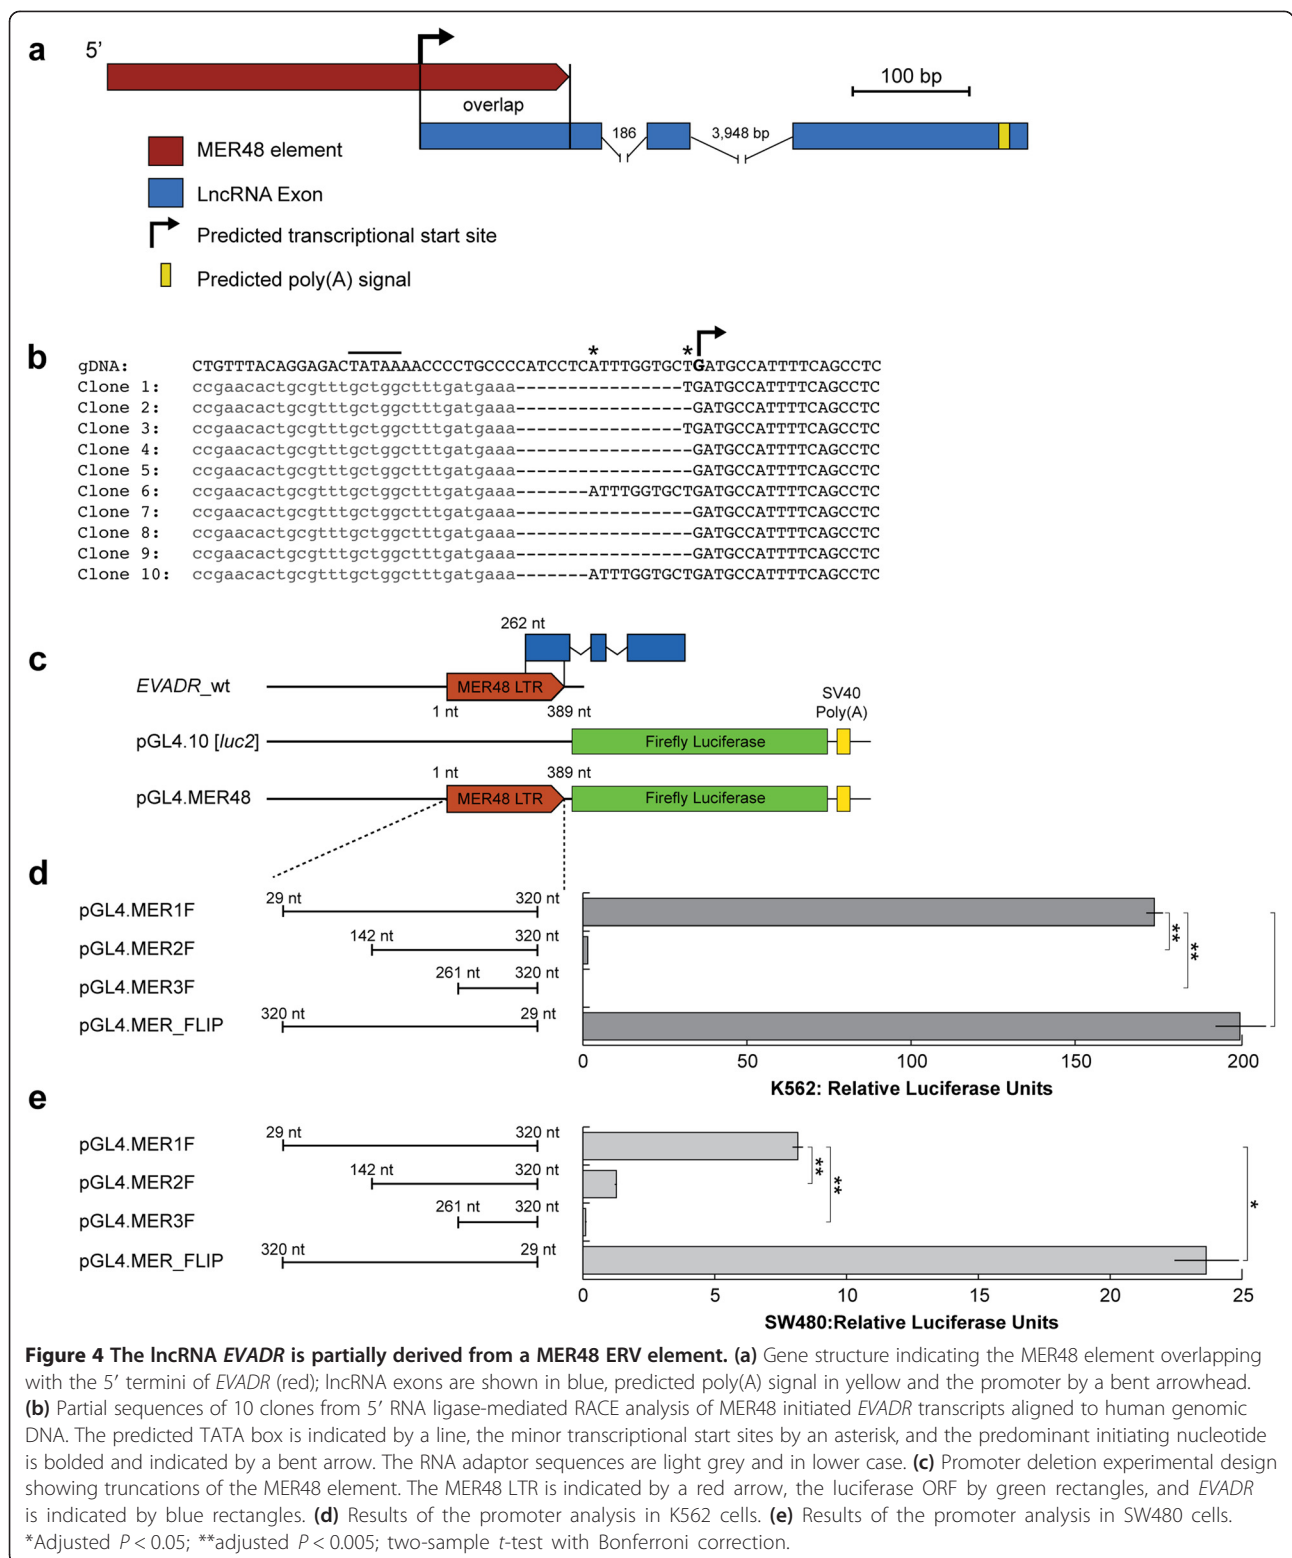 a
5'
100 bp
overlap
186
3,948 bp
MER48 element
LncRNA Exon
Predicted transcriptional start site
Predicted poly(A) signal
b
* *
gDNA: CTGTTTACAGGAGACTATAAAACCCCTGCCCCATCCTCATTTGGTGCTGATGCCATTTTCAGCCTC
Clone 1: ccgaacactgcgtttgctggctttgatgaaa----------------TGATGCCATTTTCAGCCTC
Clone 2: ccgaacactgcgtttgctggctttgatgaaa-----------------GATGCCATTTTCAGCCTC
Clone 3: ccgaacactgcgtttgctggctttgatgaaa----------------TGATGCCATTTTCAGCCTC
Clone 4: ccgaacactgcgtttgctggctttgatgaaa-----------------GATGCCATTTTCAGCCTC
Clone 5: ccgaacactgcgtttgctggctttgatgaaa-----------------GATGCCATTTTCAGCCTC
Clone 6: ccgaacactgcgtttgctggctttgatgaaa-------ATTTGGTGCTGATGCCATTTTCAGCCTC
Clone 7: ccgaacactgcgtttgctggctttgatgaaa-----------------GATGCCATTTTCAGCCTC
Clone 8: ccgaacactgcgtttgctggctttgatgaaa-----------------GATGCCATTTTCAGCCTC
Clone 9: ccgaacactgcgtttgctggctttgatgaaa-----------------GATGCCATTTTCAGCCTC
Clone 10: ccgaacactgcgtttgctggctttgatgaaa-------ATTTGGTGCTGATGCCATTTTCAGCCTC
c
262 nt
EVADR_wt
MER48 LTR
1 nt 389 nt
SV40
Poly(A)
pGL4.10 [luc2]
Firefly Luciferase
1 nt 389 nt
pGL4.MER48
MER48 LTR
Firefly Luciferase
d
pGL4.MER1F 29 nt 320 nt
pGL4.MER2F 142 nt 320 nt
pGL4.MER3F 261 nt 320 nt
pGL4.MER_FLIP 320 nt 29 nt
** **
0 50 100 150 200
K562: Relative Luciferase Units
e
pGL4.MER1F 29 nt 320 nt
pGL4.MER2F 142 nt 320 nt
pGL4.MER3F 261 nt 320 nt
pGL4.MER_FLIP 320 nt 29 nt
** ** *
0 5 10 15 20 25
SW480:Relative Luciferase Units
Figure 4 The lncRNA EVADR is partially derived from a MER48 ERV element. (a) Gene structure indicating the MER48 element overlapping
with the 5′ termini of EVADR (red); lncRNA exons are shown in blue, predicted poly(A) signal in yellow and the promoter by a bent arrowhead.
(b) Partial sequences of 10 clones from 5′ RNA ligase-mediated RACE analysis of MER48 initiated EVADR transcripts aligned to human genomic
DNA. The predicted TATA box is indicated by a line, the minor transcriptional start sites by an asterisk, and the predominant initiating nucleotide
is bolded and indicated by a bent arrow. The RNA adaptor sequences are light grey and in lower case. (c) Promoter deletion experimental design
showing truncations of the MER48 element. The MER48 LTR is indicated by a red arrow, the luciferase ORF by green rectangles, and EVADR
is indicated by blue rectangles. (d) Results of the promoter analysis in K562 cells. (e) Results of the promoter analysis in SW480 cells.
*Adjusted P < 0.05; **adjusted P < 0.005; two-sample t-test with Bonferroni correction.